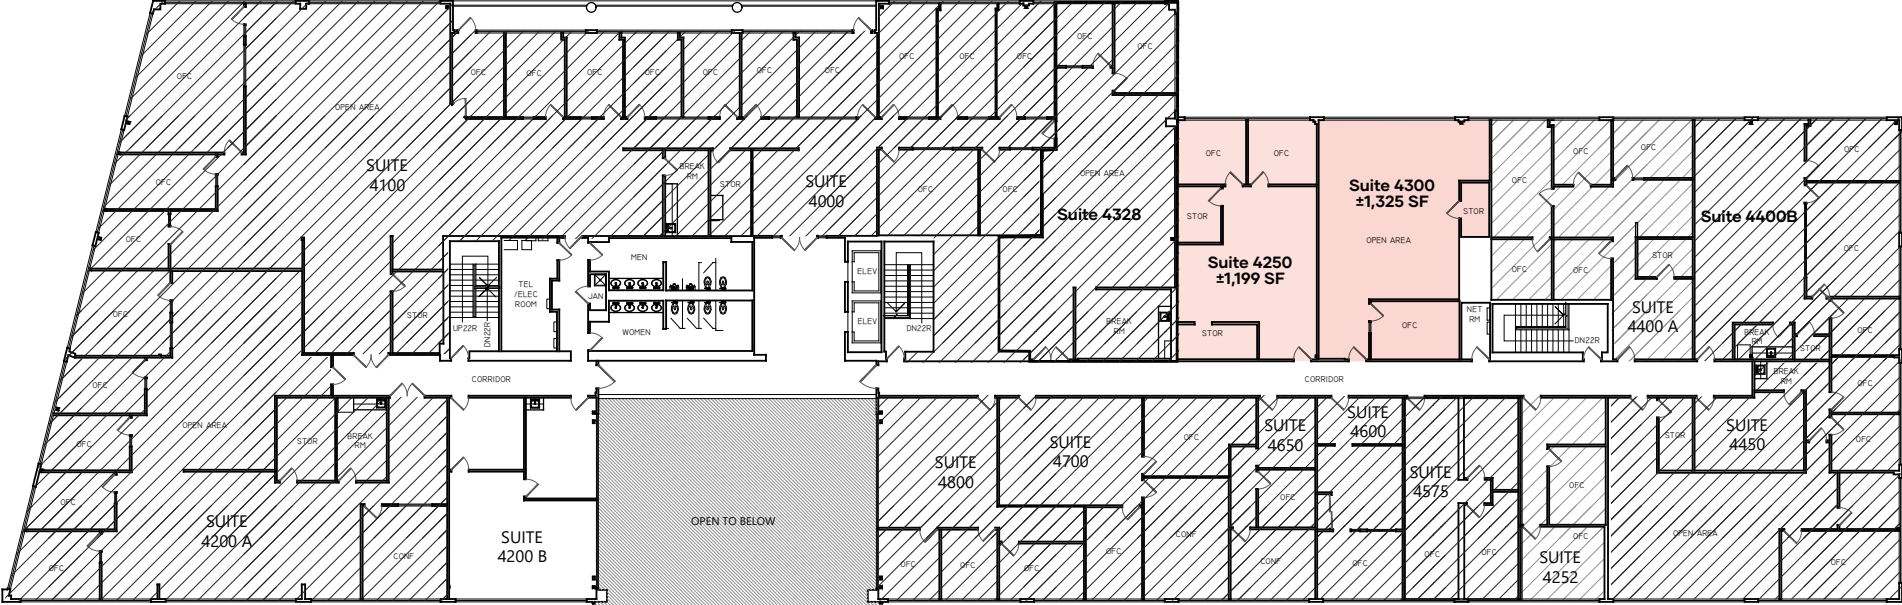 OFC
OPEN AREA
OFC
OFC
OFC
OFC
OFC
OFC
OFC
OFC
OFC
OFC
OFC
OFC
OFC
SUITE
4100
OFC
OFC
BREAK
RM
STOR
SUITE
4000
OFC
OFC
OPEN AREA
Suite 4328
BREAK
RM
OFC
OFC
STOR
Suite 4250
±1,199 SF
STOR
Suite 4300
±1,325 SF
OPEN AREA
STOR
OFC
NET
RM
OFC
OFC
OFC
OFC
OFC
STOR
SUITE
4400 A
DN22R
Suite 4400B
OFC
OFC
OFC
BREAK
RM
STOR
BREAK
RM
OFC
OFC
OFC
STOR
UP22R
DN22R
TEL
/ELEC
ROOM
MEN
JAN
WOMEN
ELEV
ELEV
DN22R
CORRIDOR
CORRIDOR
OFC
OFC
OFC
OFC
OPEN AREA
STOR
BREAK
RM
SUITE
4200 A
CONF
SUITE
4200 B
OPEN TO BELOW
SUITE
4800
OFC
OFC
SUITE
4700
OFC
OFC
OFC
CONF
SUITE
4650
OFC
CONF
SUITE
4600
OFC
SUITE
4575
OFC
OFC
OFC
OFC
SUITE
4252
STOR
SUITE
4450
OPEN AREA
OFC